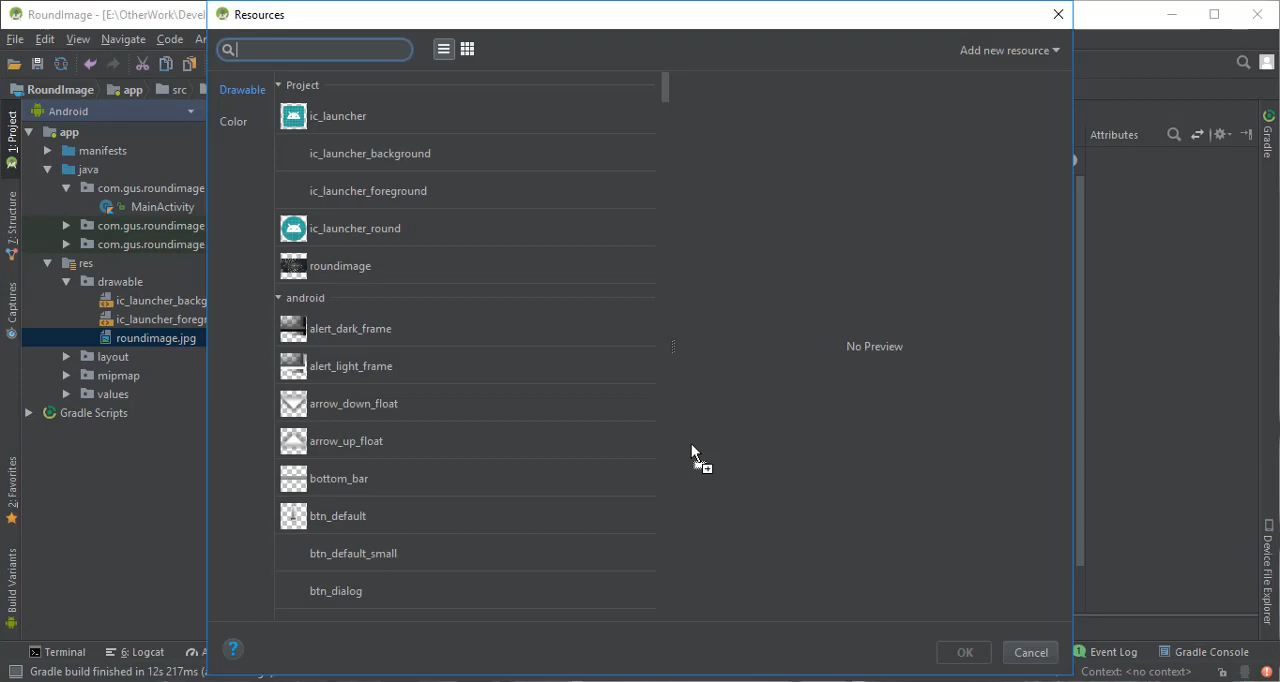 RoundImage - [E:\OtherWork\Devel
Resources
File Edit View Navigate Code
Add new resource
RoundImage app src
Drawable
Project
Android
Attributes
1: Project
Gradle
app
ic_launcher
Color
manifests
ic_launcher_background
java
com.gus.roundimage
ic_launcher_foreground
MainActivity
7: Structure
com.gus.roundimage
ic_launcher_round
com.gus.roundimage
res
roundimage
drawable
Captures
ic_launcher_backg
android
ic_launcher_foregr
alert_dark_frame
roundimage.jpg
No Preview
layout
alert_light_frame
mipmap
values
arrow_down_float
Gradle Scripts
arrow_up_float
2: Favorites
bottom_bar
btn_default
btn_default_small
Build Variants
Device File Explorer
btn_dialog
?
OK
Cancel
Terminal 6: Logcat
1 Event Log Gradle Console
Gradle build finished in 12s 217ms
Context: <no context>